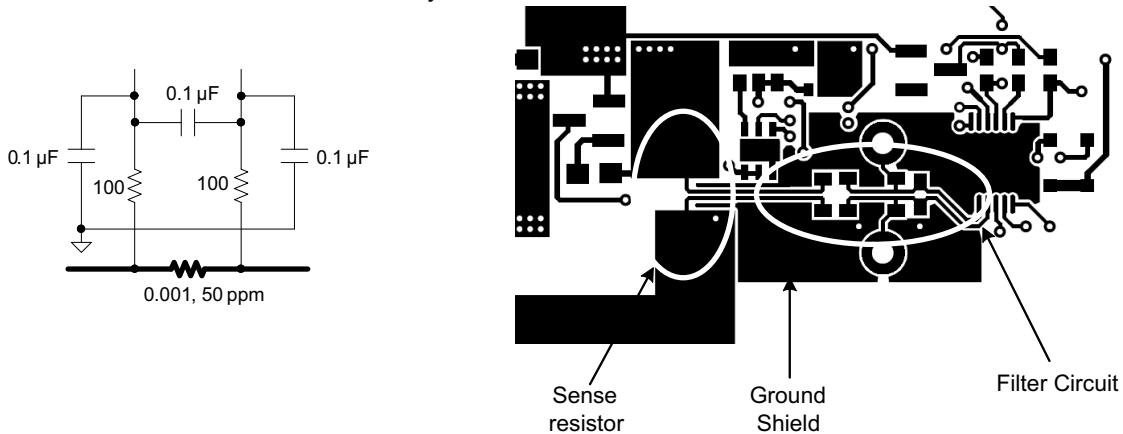 0.1 µF
0.1 µF
0.1 µF
100
100
0.001, 50 ppm
Sense
resistor
Ground
Shield
Filter Circuit